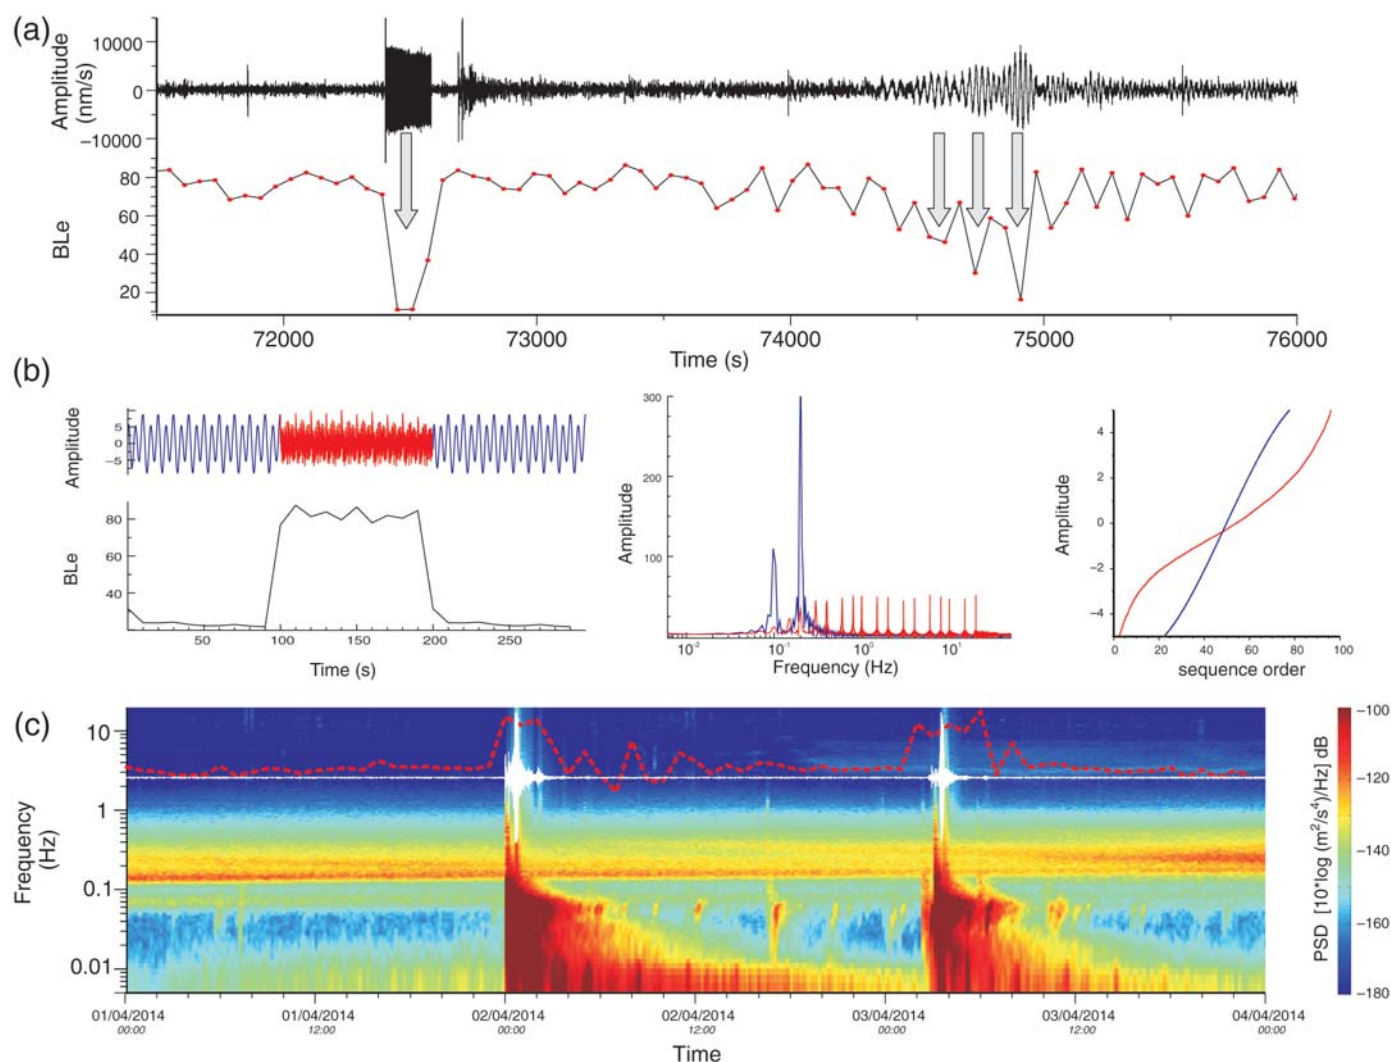 (a)
Amplitude
(nm/s)
10000
0
−10000
BLe
80
60
40
20
72000 73000 74000 75000 76000
Time (s)
(b)
Amplitude
5
0
−5
BLe
80
60
40
50 100 150 200 250
Time (s)
Amplitude
300
200
100
10⁻² 10⁻¹ 10⁰ 10¹
Frequency (Hz)
Amplitude
4
2
0
−2
−4
0 20 40 60 80 100
sequence order
(c)
Frequency
(Hz)
10
1
0.1
0.01
01/04/2014 01/04/2014 02/04/2014 02/04/2014 03/04/2014 03/04/2014 04/04/2014
00:00 12:00 00:00 12:00 00:00 12:00 00:00
Time
−100
−120
−140
−160
−180
PSD [10*log (m²/s⁴)/Hz] dB